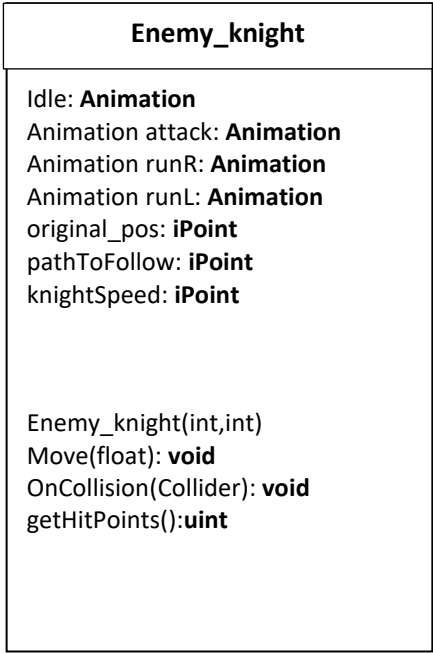 Enemy_knight
Idle: Animation
Animation attack: Animation
Animation runR: Animation
Animation runL: Animation
original_pos: iPoint
pathToFollow: iPoint
knightSpeed: iPoint
Enemy_knight(int,int)
Move(float): void
OnCollision(Collider): void
getHitPoints():uint